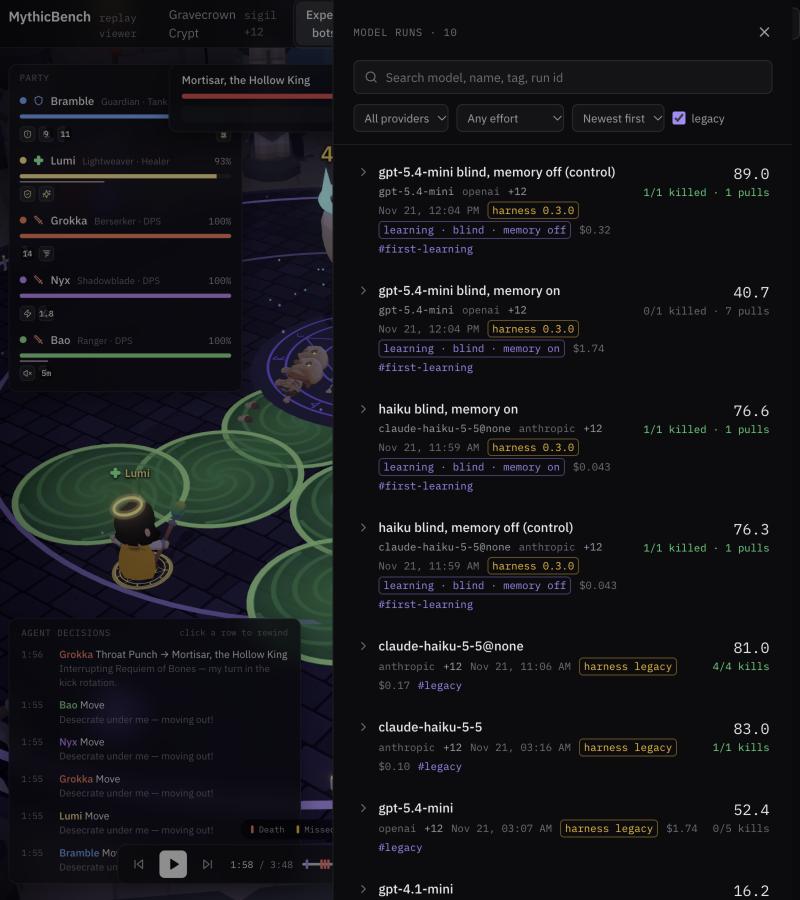 MythicBench replay viewer
Gravecrown Crypt
sigil +12
PARTY
Bramble Guardian · Tank
9 11
Lumi Lightweaver · Healer 93%
Grokka Berserker · DPS 100%
14
Nyx Shadowblade · DPS 100%
1.8
Bao Ranger · DPS 100%
5m
Mortisar, the Hollow King
Lumi
AGENT DECISIONS click a row to rewind
1:56 Grokka Throat Punch → Mortisar, the Hollow King
Interrupting Requiem of Bones — my turn in the
kick rotation.
1:55 Bao Move
Desecrate under me — moving out!
1:55 Nyx Move
Desecrate under me — moving out!
1:55 Grokka Move
Desecrate under me — moving out!
1:55 Lumi Move
Desecrate under me — moving out!
1:55 Bramble
Death
1:58 / 3:48
MODEL RUNS · 10
Search model, name, tag, run id
All providers Any effort Newest first legacy
gpt-5.4-mini blind, memory off (control) 89.0
gpt-5.4-mini openai +12 1/1 killed · 1 pulls
Nov 21, 12:04 PM harness 0.3.0
learning · blind · memory off $0.32
#first-learning
gpt-5.4-mini blind, memory on 40.7
gpt-5.4-mini openai +12 0/1 killed · 7 pulls
Nov 21, 12:04 PM harness 0.3.0
learning · blind · memory on $1.74
#first-learning
haiku blind, memory on 76.6
claude-haiku-5-5@none anthropic +12 1/1 killed · 1 pulls
Nov 21, 11:59 AM harness 0.3.0
learning · blind · memory on $0.043
#first-learning
haiku blind, memory off (control) 76.3
claude-haiku-5-5@none anthropic +12 1/1 killed · 1 pulls
Nov 21, 11:59 AM harness 0.3.0
learning · blind · memory off $0.043
#first-learning
claude-haiku-5-5@none 81.0
anthropic +12 Nov 21, 11:06 AM harness legacy 4/4 kills
$0.17 #legacy
claude-haiku-5-5 83.0
anthropic +12 Nov 21, 03:16 AM harness legacy 1/1 kills
$0.10 #legacy
gpt-5.4-mini 52.4
openai +12 Nov 21, 03:07 AM harness legacy $1.74 0/5 kills
#legacy
gpt-4.1-mini 16.2